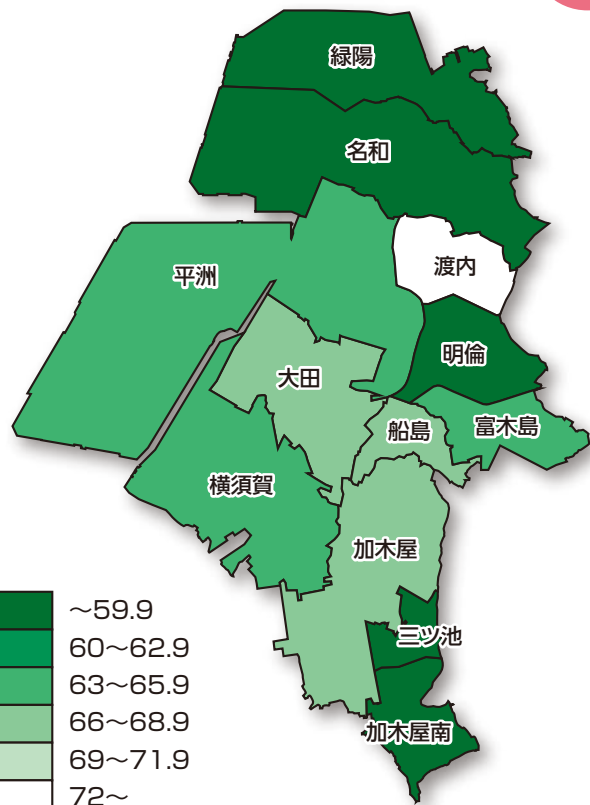 緑陽
名和
渡内
平洲
明倫
大田
船島
富木島
横須賀
加木屋
三ツ池
加木屋南
～59.9
60～62.9
63～65.9
66～68.9
69～71.9
72～